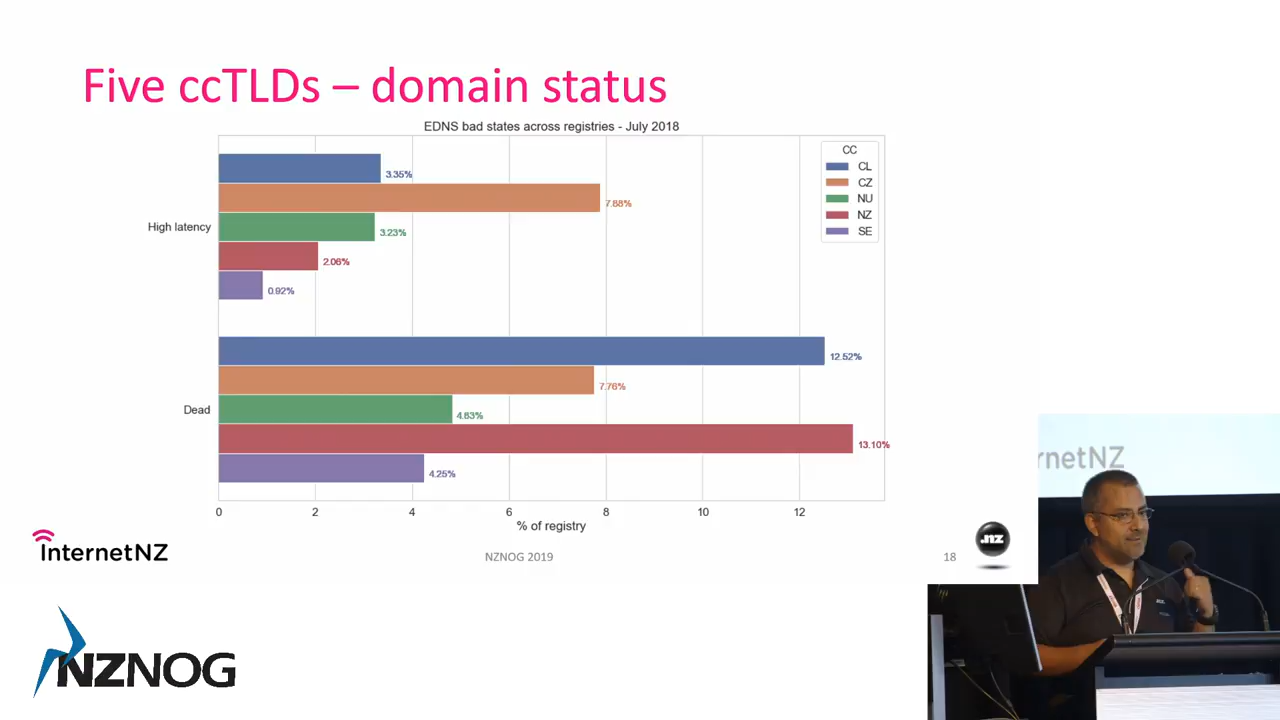 Five ccTLDs – domain status
EDNS bad states across registries - July 2018
CC
CL
CZ
NU
NZ
SE
High latency
3.35%
7.88%
3.23%
2.06%
0.92%
Dead
12.52%
7.76%
4.83%
13.10%
4.25%
0 2 4 6 8 10 12
% of registry
InternetNZ
NZNOG 2019
18
.nz
rnetNZ
NZNOG